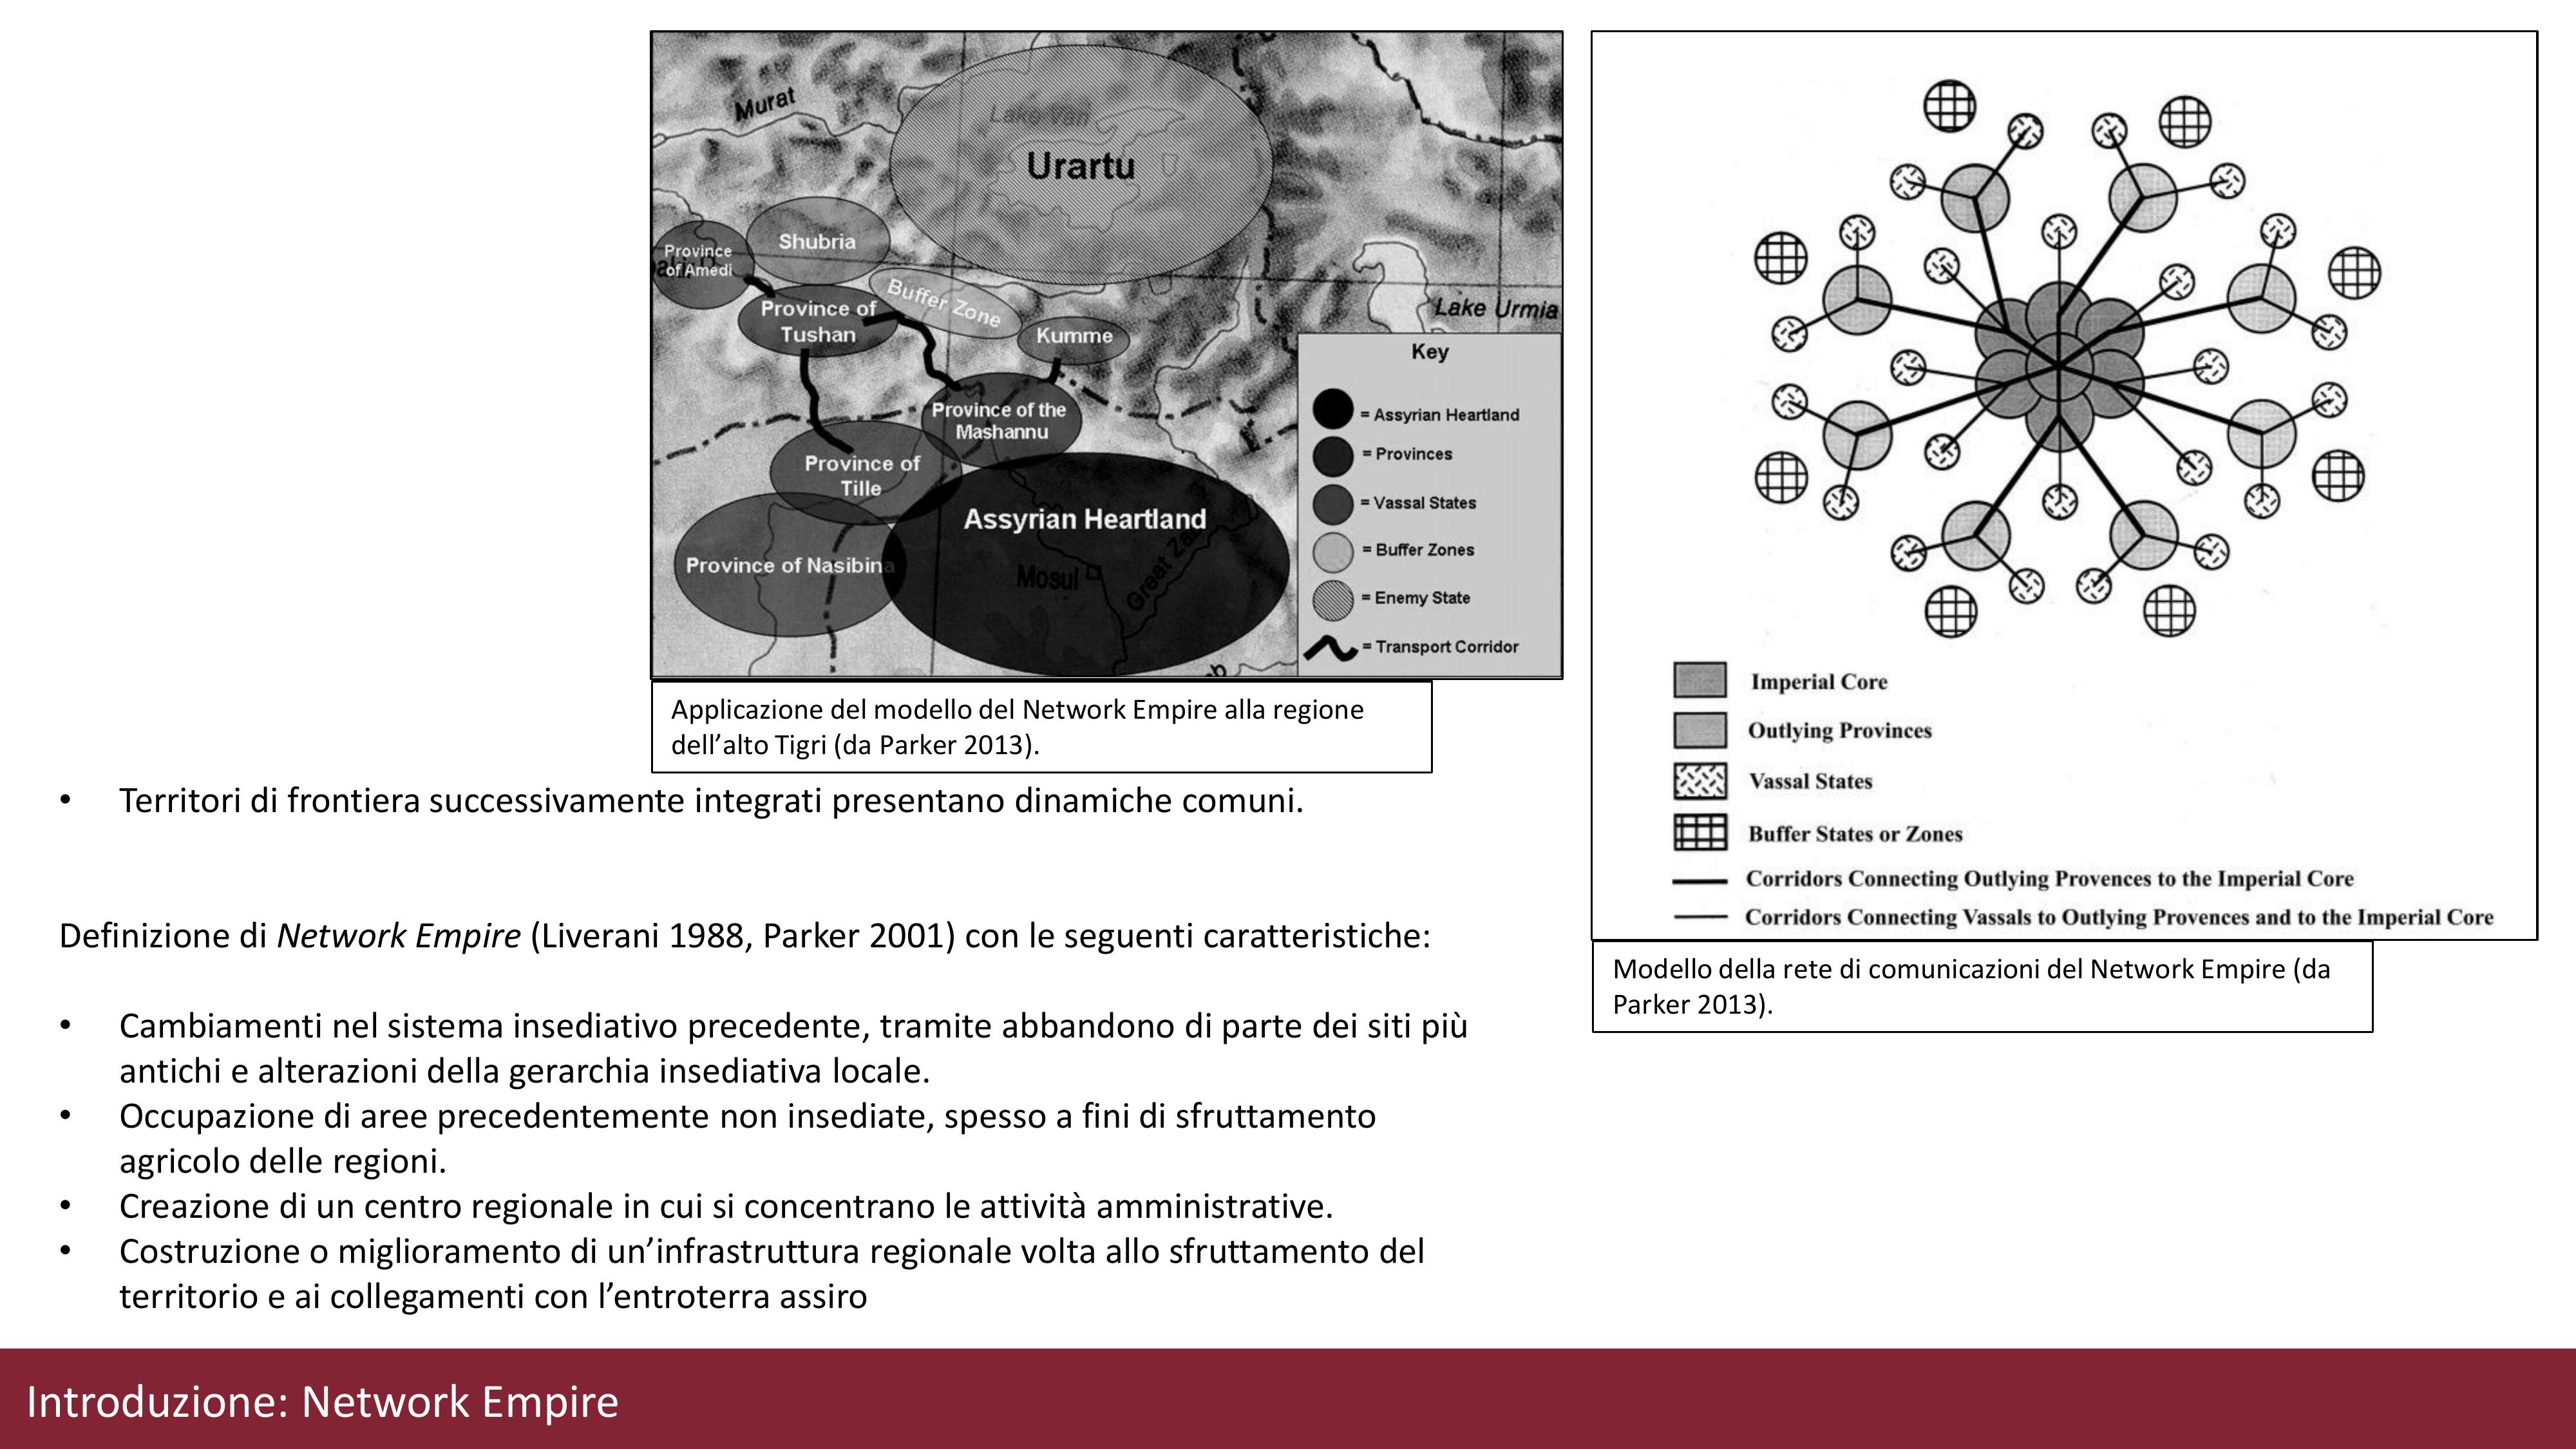 Murat
Lake Van
Urartu
Shubria
Province
of Amedi
Buffer Zone
Province of
Tushan
Kumme
Lake Urmia
Province of the
Mashannu
Province of
Tille
Assyrian Heartland
Province of Nasibina
Mosul
Key
= Assyrian Heartland
= Provinces
= Vassal States
= Buffer Zones
= Enemy State
= Transport Corridor
Applicazione del modello del Network Empire alla regione
dell’alto Tigri (da Parker 2013).
Imperial Core
Outlying Provinces
Vassal States
Buffer States or Zones
Corridors Connecting Outlying Provences to the Imperial Core
Corridors Connecting Vassals to Outlying Provences and to the Imperial Core
Modello della rete di comunicazioni del Network Empire (da
Parker 2013).
• Territori di frontiera successivamente integrati presentano dinamiche comuni.
Definizione di Network Empire (Liverani 1988, Parker 2001) con le seguenti caratteristiche:
• Cambiamenti nel sistema insediativo precedente, tramite abbandono di parte dei siti più
antichi e alterazioni della gerarchia insediativa locale.
• Occupazione di aree precedentemente non insediate, spesso a fini di sfruttamento
agricolo delle regioni.
• Creazione di un centro regionale in cui si concentrano le attività amministrative.
• Costruzione o miglioramento di un’infrastruttura regionale volta allo sfruttamento del
territorio e ai collegamenti con l’entroterra assiro
Introduzione: Network Empire